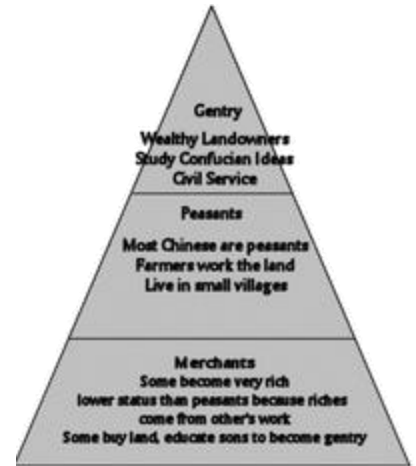 Gentry
Wealthy Landowners
Study Confucian Ideas
Civil Service
Peasants
Most Chinese are peasants
Farmers work the land
Live in small villages
Merchants
Some become very rich
lower status than peasants because riches
come from other's work
Some buy land, educate sons to become gentry